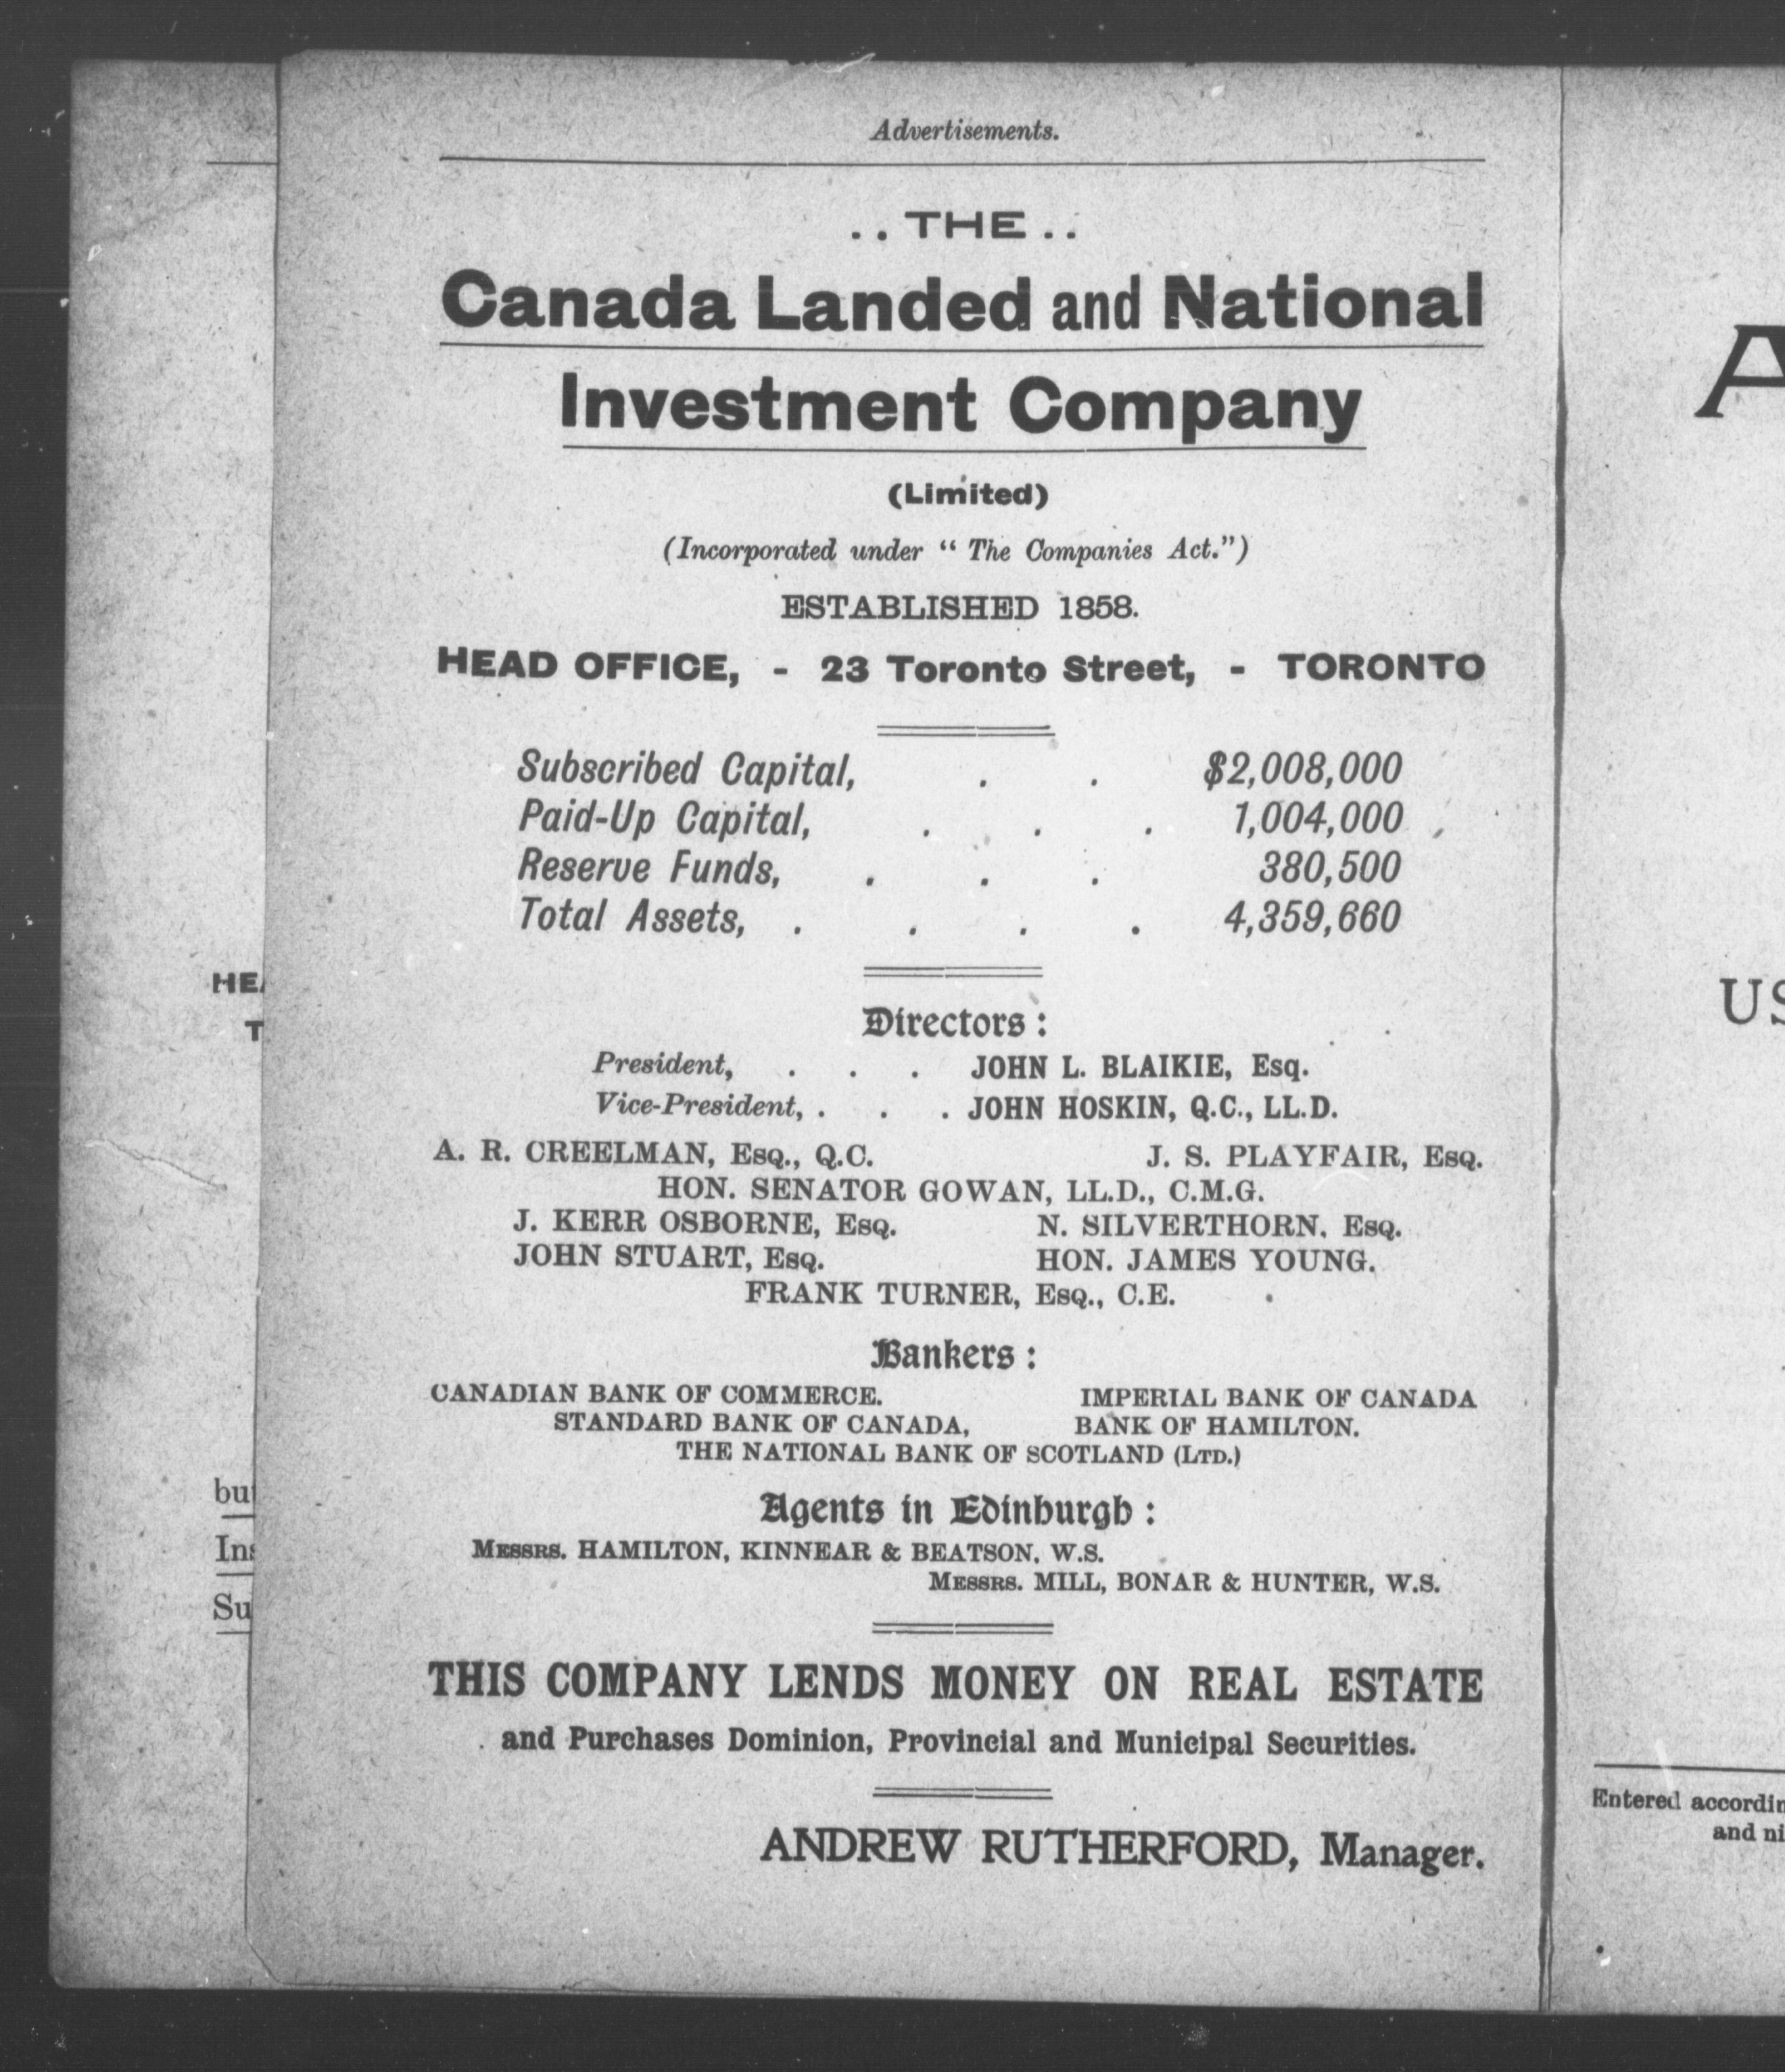 Advertisements.
. . THE . .
Canada Landed and National
Investment Company
(Limited)
(Incorporated under " The Companies Act.")
ESTABLISHED 1858.
HEAD OFFICE, - 23 Toronto Street, - TORONTO
Subscribed Capital, . . $2,008,000
Paid-Up Capital, . . . 1,004,000
Reserve Funds, . . . 380,500
Total Assets, . . . . 4,359,660
Directors :
President, . . . JOHN L. BLAIKIE, Esq.
Vice-President, . . . JOHN HOSKIN, Q.C., LL.D.
A. R. CREELMAN, Esq., Q.C. J. S. PLAYFAIR, Esq.
HON. SENATOR GOWAN, LL.D., C.M.G.
J. KERR OSBORNE, Esq. N. SILVERTHORN, Esq.
JOHN STUART, Esq. HON. JAMES YOUNG.
FRANK TURNER, Esq., C.E.
Bankers :
CANADIAN BANK OF COMMERCE. IMPERIAL BANK OF CANADA
STANDARD BANK OF CANADA, BANK OF HAMILTON.
THE NATIONAL BANK OF SCOTLAND (LTD.)
Agents in Edinburgh :
Messrs. HAMILTON, KINNEAR & BEATSON, W.S.
Messrs. MILL, BONAR & HUNTER, W.S.
THIS COMPANY LENDS MONEY ON REAL ESTATE
and Purchases Dominion, Provincial and Municipal Securities.
ANDREW RUTHERFORD, Manager.
Entered
and